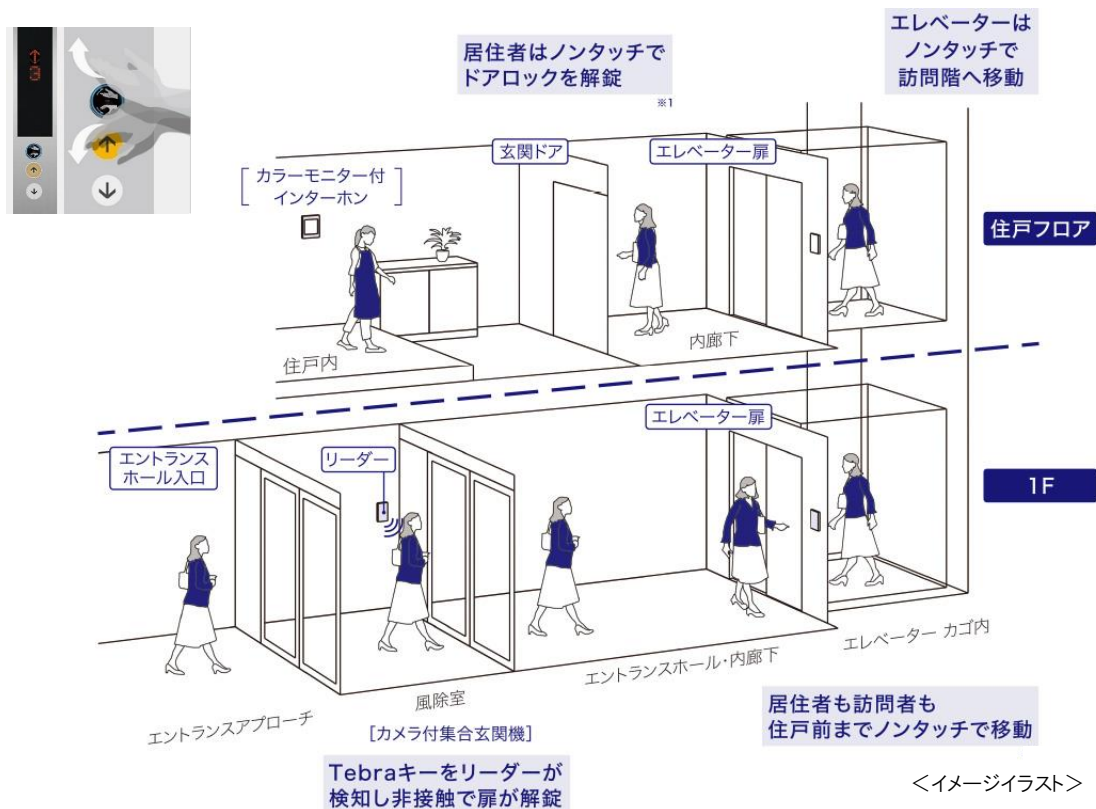 ↑
3
↑
↓
↑
↓
居住者はノンタッチで
ドアロックを解錠
※1
エレベーターは
ノンタッチで
訪問階へ移動
[カラーモニター付
インターホン]
玄関ドア
エレベーター扉
住戸フロア
住戸内
内廊下
エントランス
ホール入口
リーダー
エレベーター扉
1F
エントランスアプローチ
風除室
エントランスホール・内廊下
エレベーター カゴ内
[カメラ付集合玄関機]
Tebraキーをリーダーが
検知し非接触で扉が解錠
居住者も訪問者も
住戸前までノンタッチで移動
＜イメージイラスト＞